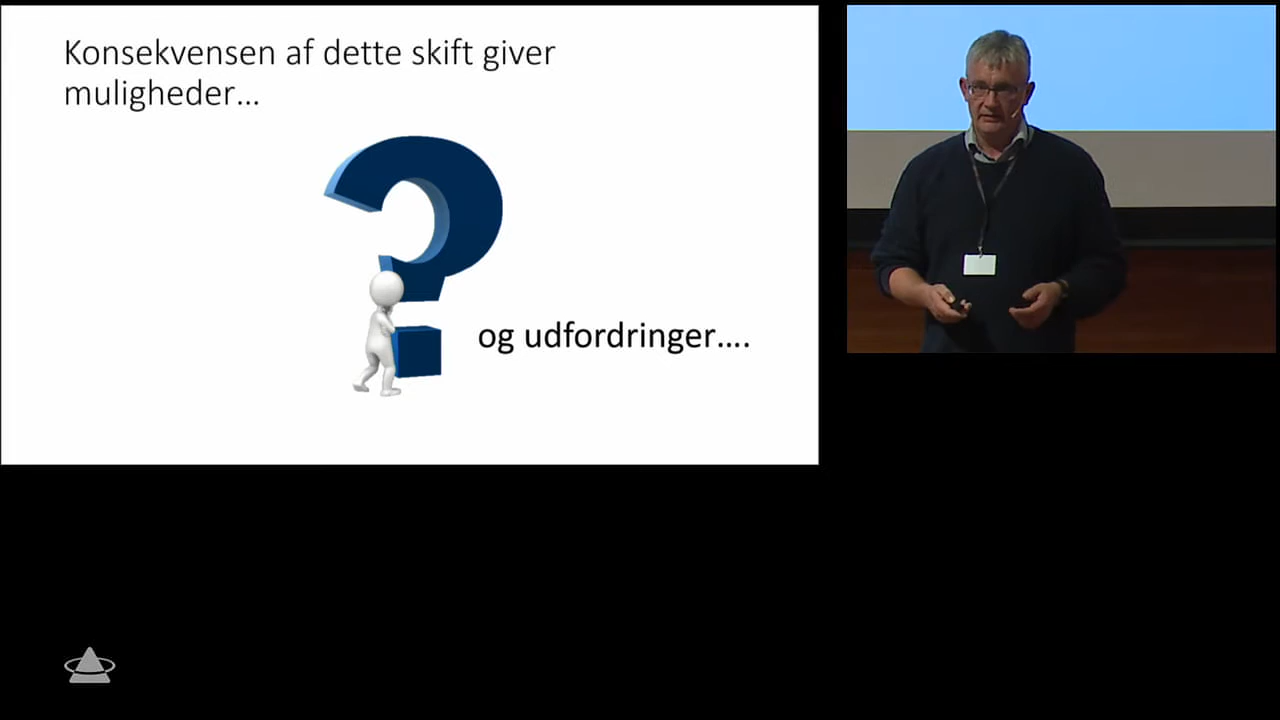 Konsekvensen af dette skift giver
muligheder...
og udfordringer....